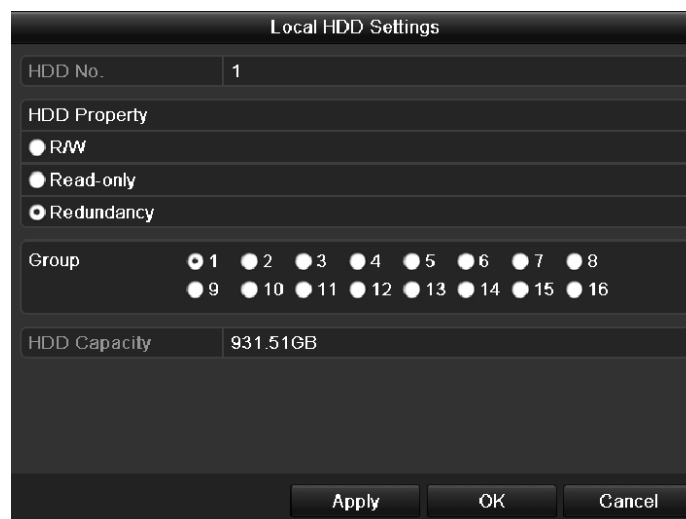 Local HDD Settings
HDD No. 1
HDD Property
R/W
Read-only
Redundancy
Group 1 2 3 4 5 6 7 8
9 10 11 12 13 14 15 16
HDD Capacity 931.51GB
Apply OK Cancel